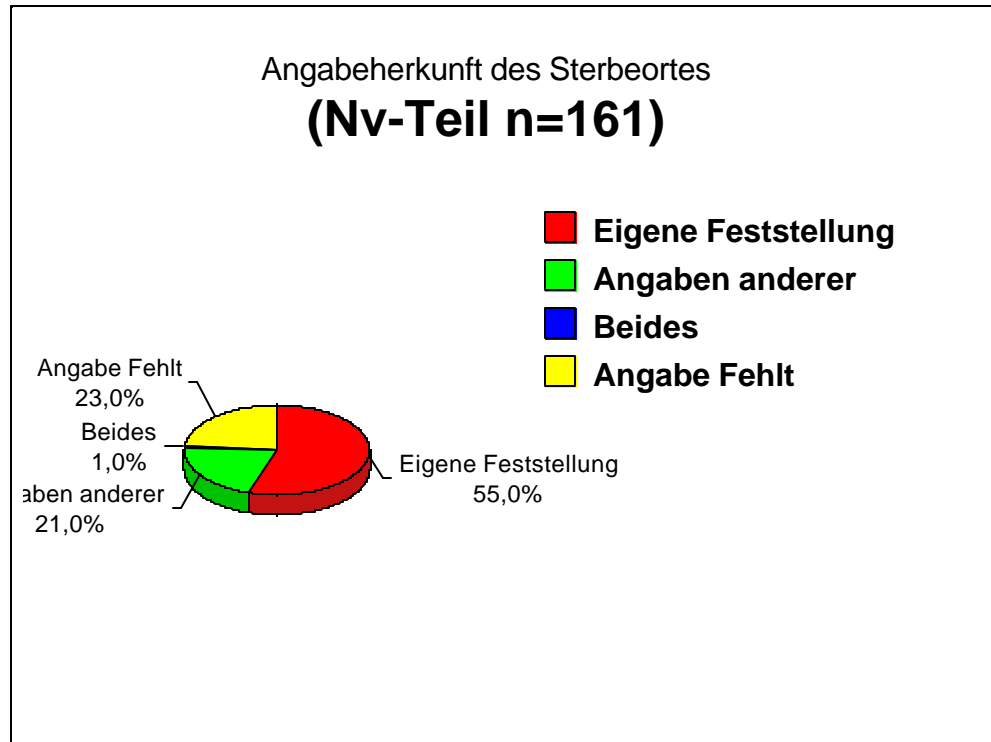 Angabeherkunft des Sterbeortes
(Nv-Teil n=161)
Eigene Feststellung
Angaben anderer
Beides
Angabe Fehlt
Angabe Fehlt
23,0%
Beides
1,0%
aben anderer
21,0%
Eigene Feststellung
55,0%